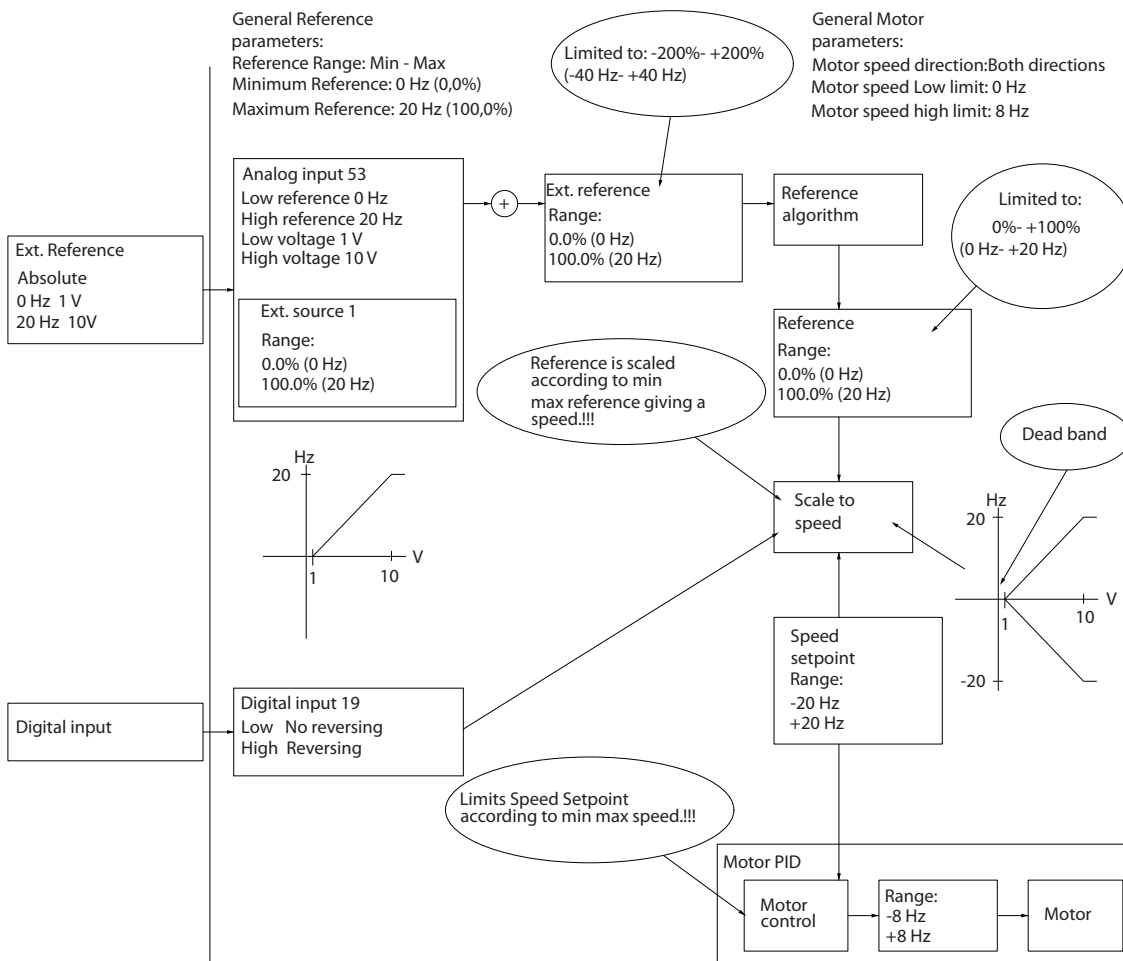 General Reference
parameters:
Reference Range: Min - Max
Minimum Reference: 0 Hz (0,0%)
Maximum Reference: 20 Hz (100,0%)
Limited to: -200%- +200%
(-40 Hz- +40 Hz)
General Motor
parameters:
Motor speed direction:Both directions
Motor speed Low limit: 0 Hz
Motor speed high limit: 8 Hz
Ext. Reference
Absolute
0 Hz 1 V
20 Hz 10V
Analog input 53
Low reference 0 Hz
High reference 20 Hz
Low voltage 1 V
High voltage 10 V
Ext. source 1
Range:
0.0% (0 Hz)
100.0% (20 Hz)
+
Ext. reference
Range:
0.0% (0 Hz)
100.0% (20 Hz)
Reference
algorithm
Limited to:
0%- +100%
(0 Hz- +20 Hz)
Reference
Range:
0.0% (0 Hz)
100.0% (20 Hz)
Reference is scaled
according to min
max reference giving a
speed.!!!
Dead band
Hz
20
V
1
10
Scale to
speed
Hz
20
V
1
10
-20
Speed
setpoint
Range:
-20 Hz
+20 Hz
Digital input
Digital input 19
Low No reversing
High Reversing
Limits Speed Setpoint
according to min max speed.!!!
Motor PID
Motor
control
Range:
-8 Hz
+8 Hz
Motor